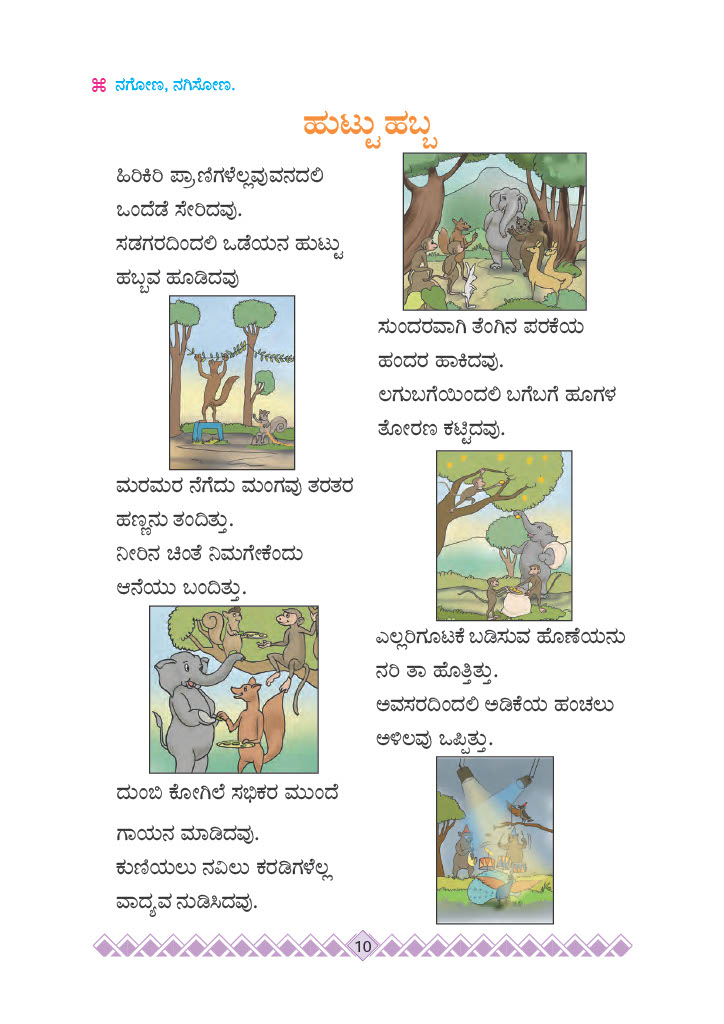 ⌘ ನಗೋಣ, ನಗಿಸೋಣ.
ಹುಟ್ಟು ಹಬ್ಬ
ಹಿರಿಕಿರಿ ಪ್ರಾಣಿಗಳೆಲ್ಲವುವನದಲಿ
ಒಂದೆಡೆ ಸೇರಿದವು.
ಸಡಗರದಿಂದಲಿ ಒಡೆಯನ ಹುಟ್ಟು
ಹಬ್ಬವ ಹೂಡಿದವು
ಸುಂದರವಾಗಿ ತೆಂಗಿನ ಪರಕೆಯ
ಹಂದರ ಹಾಕಿದವು.
ಲಗುಬಗೆಯಿಂದಲಿ ಬಗೆಬಗೆ ಹೂಗಳ
ತೋರಣ ಕಟ್ಟಿದವು.
ಮರಮರ ನೆಗೆದು ಮಂಗವು ತರತರ
ಹಣ್ಣನು ತಂದಿತ್ತು.
ನೀರಿನ ಚಿಂತೆ ನಿಮಗೇಕೆಂದು
ಆನೆಯು ಬಂದಿತ್ತು.
ಎಲ್ಲರಿಗೂಟಕೆ ಬಡಿಸುವ ಹೊಣೆಯನು
ನರಿ ತಾ ಹೊತ್ತಿತ್ತು.
ಅವಸರದಿಂದಲಿ ಅಡಿಕೆಯ ಹಂಚಲು
ಅಳಿಲವು ಒಪ್ಪಿತ್ತು.
ದುಂಬಿ ಕೋಗಿಲೆ ಸಭಿಕರ ಮುಂದೆ
ಗಾಯನ ಮಾಡಿದವು.
ಕುಣಿಯಲು ನವಿಲು ಕರಡಿಗಳೆಲ್ಲ
ವಾದ್ಯವ ನುಡಿಸಿದವು.
10